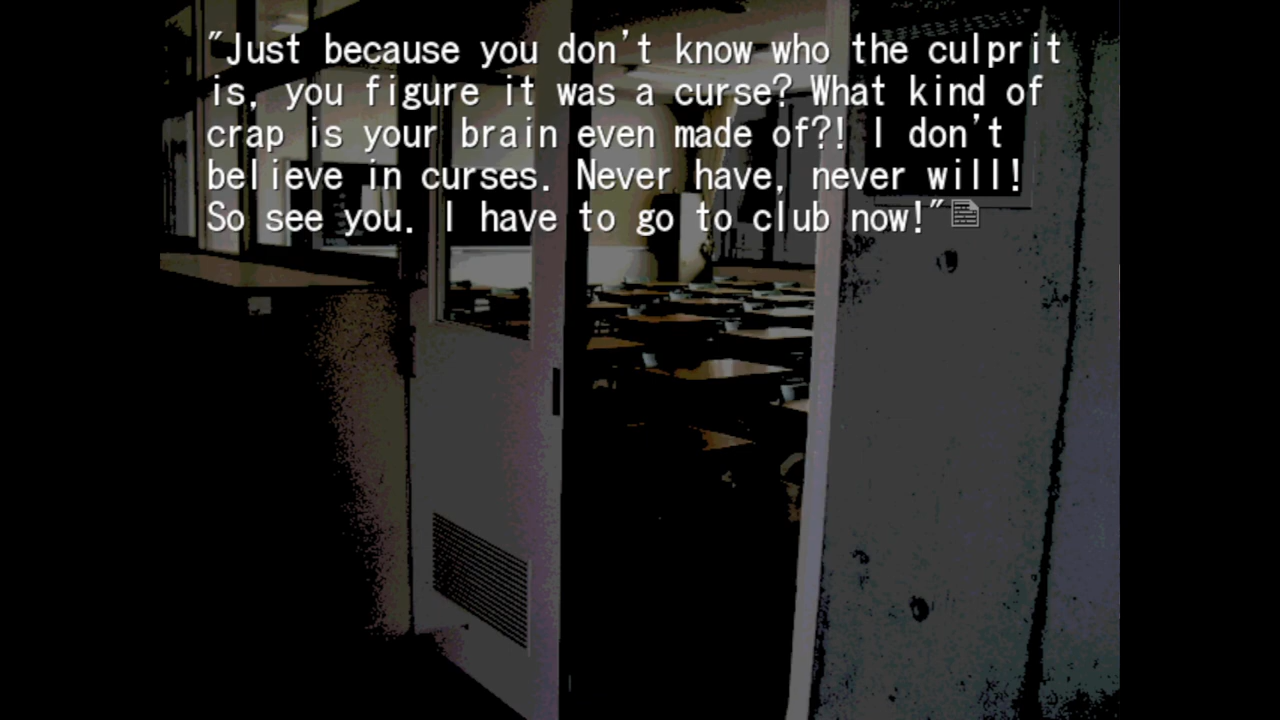 "Just because you don't know who the culprit
is, you figure it was a curse? What kind of
crap is your brain even made of?! I don't
believe in curses. Never have, never will!
So see you. I have to go to club now!"